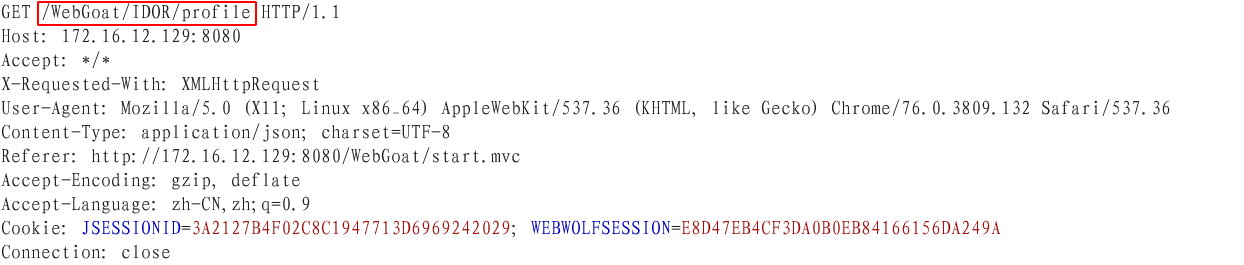 GET /WebGoat/IDOR/profile HTTP/1.1
Host: 172.16.12.129:8080
Accept: */*
X-Requested-With: XMLHttpRequest
User-Agent: Mozilla/5.0 (X11; Linux x86_64) AppleWebKit/537.36 (KHTML, like Gecko) Chrome/76.0.3809.132 Safari/537.36
Content-Type: application/json; charset=UTF-8
Referer: http://172.16.12.129:8080/WebGoat/start.mvc
Accept-Encoding: gzip, deflate
Accept-Language: zh-CN,zh;q=0.9
Cookie: JSESSIONID=3A2127B4F02C8C1947713D6969242029; WEBWOLFSESSION=E8D47EB4CF3DA0B0EB84166156DA249A
Connection: close